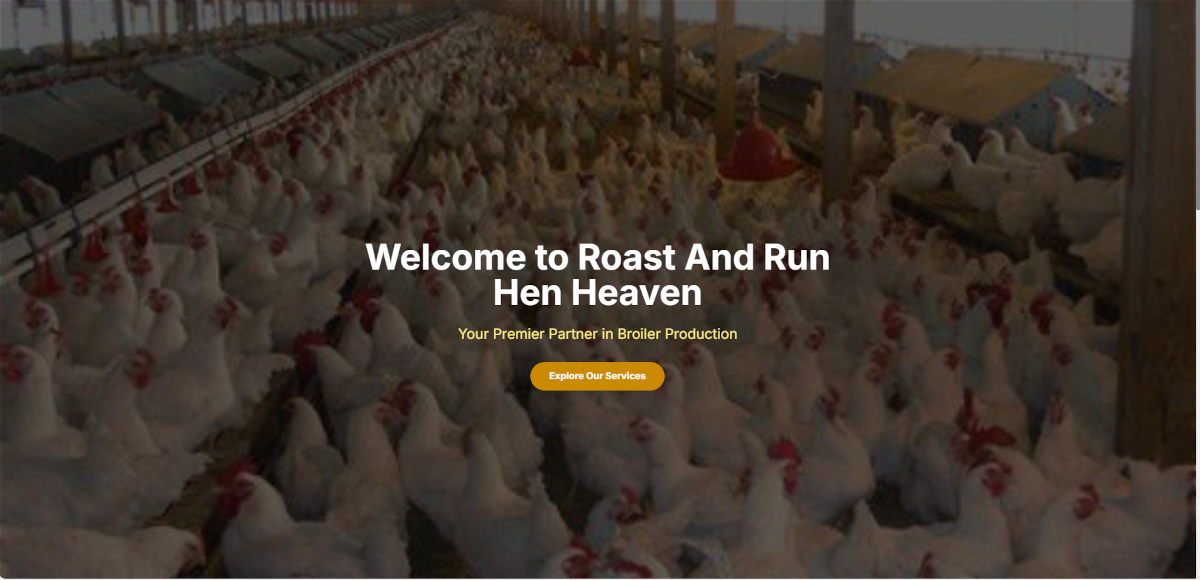 Welcome to Roast And Run
Hen Heaven
Your Premier Partner in Broiler Production
Explore Our Services